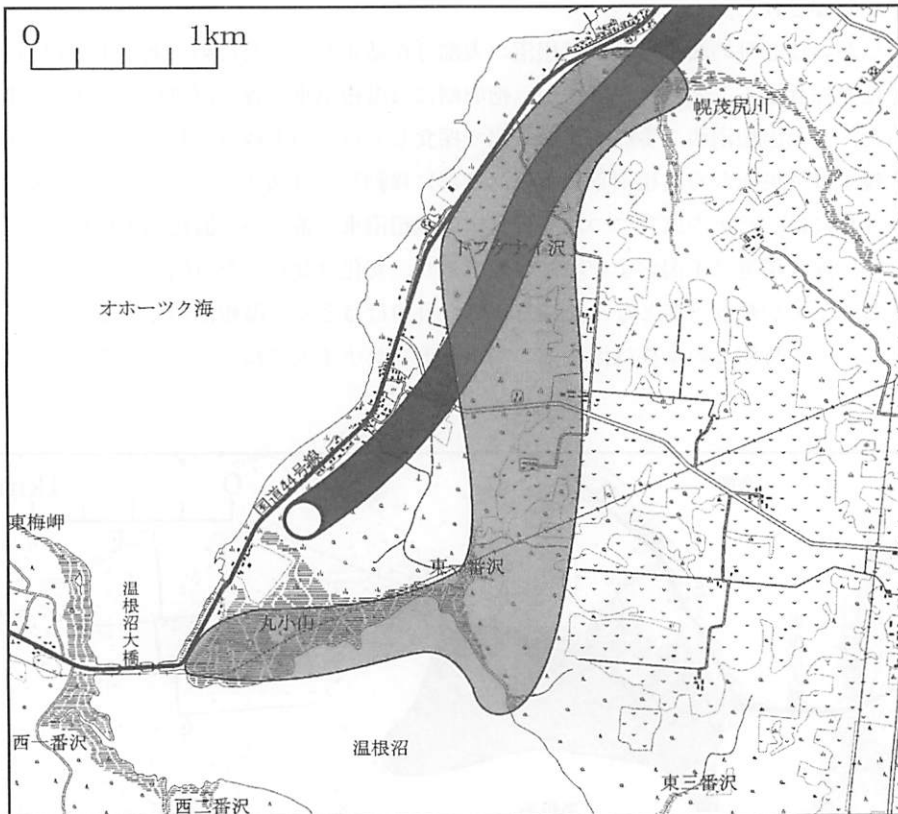 0 1km
幌茂尻川
トフケナイ沢
オホーツク海
国道44号線
東梅岬
温根沼大橋
東一番沢
丸小山
西一番沢
温根沼
西二番沢
東三番沢